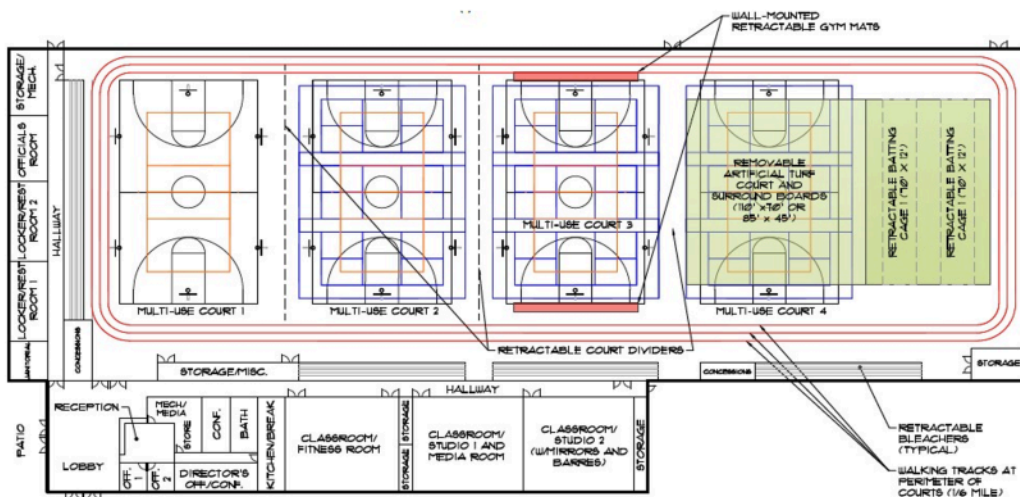 WALL-MOUNTED
RETRACTABLE GYM MATS
STORAGE/
MECH.
OFFICIALS
ROOM
LOCKER/REST
ROOM 2
LOCKER/REST
ROOM 1
JANITORIAL
HALLWAY
CONCESSIONS
MULTI-USE COURT 1
MULTI-USE COURT 2
MULTI-USE COURT 3
MULTI-USE COURT 4
REMOVABLE
ARTIFICIAL TURF
COURT AND
SURROUND BOARDS
(110' x 70' OR
85' x 45')
RETRACTABLE BATTING
CAGE 1 (70' X 12')
RETRACTABLE BATTING
CAGE 1 (70' X 12')
RETRACTABLE COURT DIVIDERS
STORAGE/MISC.
CONCESSIONS
STORAGE
HALLWAY
PATIO
RECEPTION
LOBBY
MECH/
MEDIA
STORE
CONF.
BATH
OFF.
1
OFF.
2
DIRECTOR'S
OFF/CONF.
KITCHEN/BREAK
CLASSROOM/
FITNESS ROOM
STORAGE
STORAGE
CLASSROOM/
STUDIO 1 AND
MEDIA ROOM
CLASSROOM/
STUDIO 2
(W/MIRRORS AND
BARRES)
STORAGE
RETRACTABLE
BLEACHERS
(TYPICAL)
WALKING TRACKS AT
PERIMETER OF
COURTS (1/6 MILE)